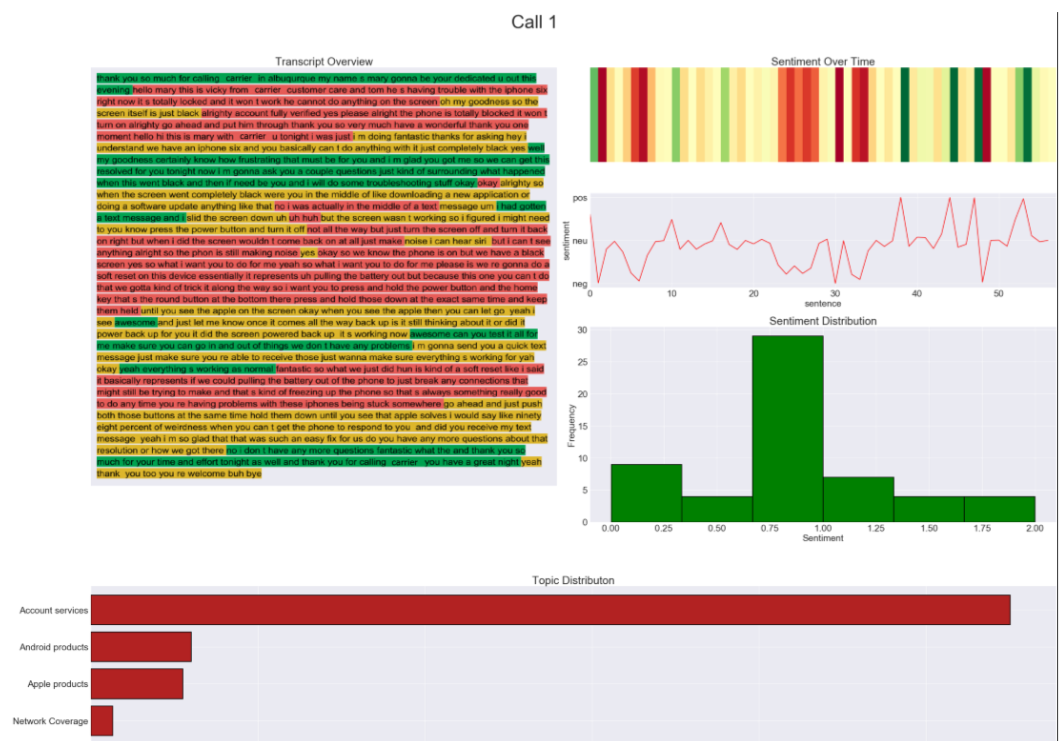 Call 1
Transcript Overview
thank you so much for calling carrier in albuqurque my name s mary gonna be your dedicated u out this
evening hello mary this is vicky from carrier customer care and tom he s having trouble with the iphone six
right now it s totally locked and it won t work he cannot do anything on the screen oh my goodness so the
screen itself is just black alrighty account fully verified yes please alright the phone is totally blocked it won t
turn on alrighty go ahead and put him through thank you so very much have a wonderful thank you one
moment hello hi this is mary with carrier u tonight i was just i m doing fantastic thanks for asking hey i
understand we have an iphone six and you basically can t do anything with it just completely black yes well
my goodness certainly know how frustrating that must be for you and i m glad you got me so we can get this
resolved for you tonight now i m gonna ask you a couple questions just kind of surrounding what happened
when this went black and then if need be you and i will do some troubleshooting stuff okay okay alrighty so
when the screen went completely black were you in the middle of like downloading a new application or
doing a software update anything like that no i was actually in the middle of a text message um i had gotten
a text message and i slid the screen down uh uh huh but the screen wasn t working so i figured i might need
to you know press the power button and turn it off not all the way but just turn the screen off and turn it back
on right but when i did the screen wouldn t come back on at all just make noise i can hear siri but i can t see
anything alright so the phon is still making noise yes okay so we know the phone is on but we have a black
screen yes so what i want you to do for me yeah so what i want you to do for me please is we re gonna do a
soft reset on this device essentially it represents uh pulling the battery out but because this one you can t do
that we gotta kind of trick it along the way so i want you to press and hold the power button and the home
key that s the round button at the bottom there press and hold those down at the exact same time and keep
them held until you see the apple on the screen okay when you see the apple then you can let go yeah i
see awesome and just let me know once it comes all the way back up is it still thinking about it or did it
power back up for you it did the screen powered back up it s working now awesome can you test it all for
me make sure you can go in and out of things we don t have any problems i m gonna send you a quick text
message just make sure you re able to receive those just wanna make sure everything s working for yah
okay yeah everything s working as normal fantastic so what we just did hun is kind of a soft reset like i said
it basically represents if we could pulling the battery out of the phone to just break any connections that
might still be trying to make and that s kind of freezing up the phone so that s always something really good
to do any time you re having problems with these iphones being stuck somewhere go ahead and just push
both those buttons at the same time hold them down until you see that apple solves i would say like ninety
eight percent of weirdness when you can t get the phone to respond to you and did you receive my text
message yeah i m so glad that that was such an easy fix for us do you have any more questions about that
resolution or how we got there no i don t have any more questions fantastic what the and thank you so
much for your time and effort tonight as well and thank you for calling carrier you have a great night yeah
thank you too you re welcome buh bye
Sentiment Over Time
pos
neu
neg
sentiment
0 10 20 30 40 50
sentence
Sentiment Distribution
30
25
20
15
10
5
0
Frequency
0.00 0.25 0.50 0.75 1.00 1.25 1.50 1.75 2.00
Sentiment
Topic Distributon
Account services
Android products
Apple products
Network Coverage